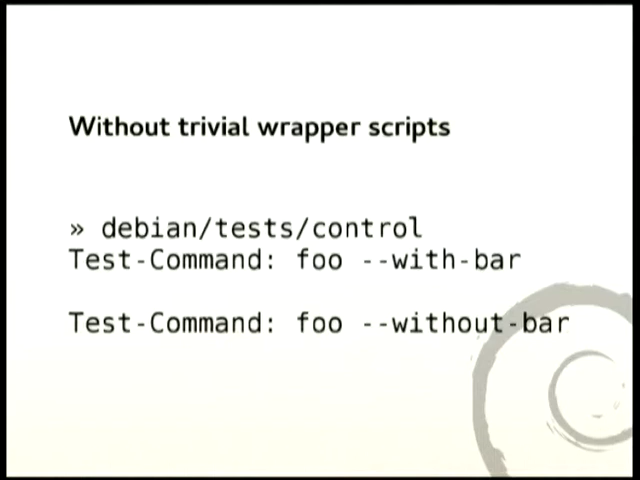 Without trivial wrapper scripts
» debian/tests/control
Test-Command: foo --with-bar
Test-Command: foo --without-bar